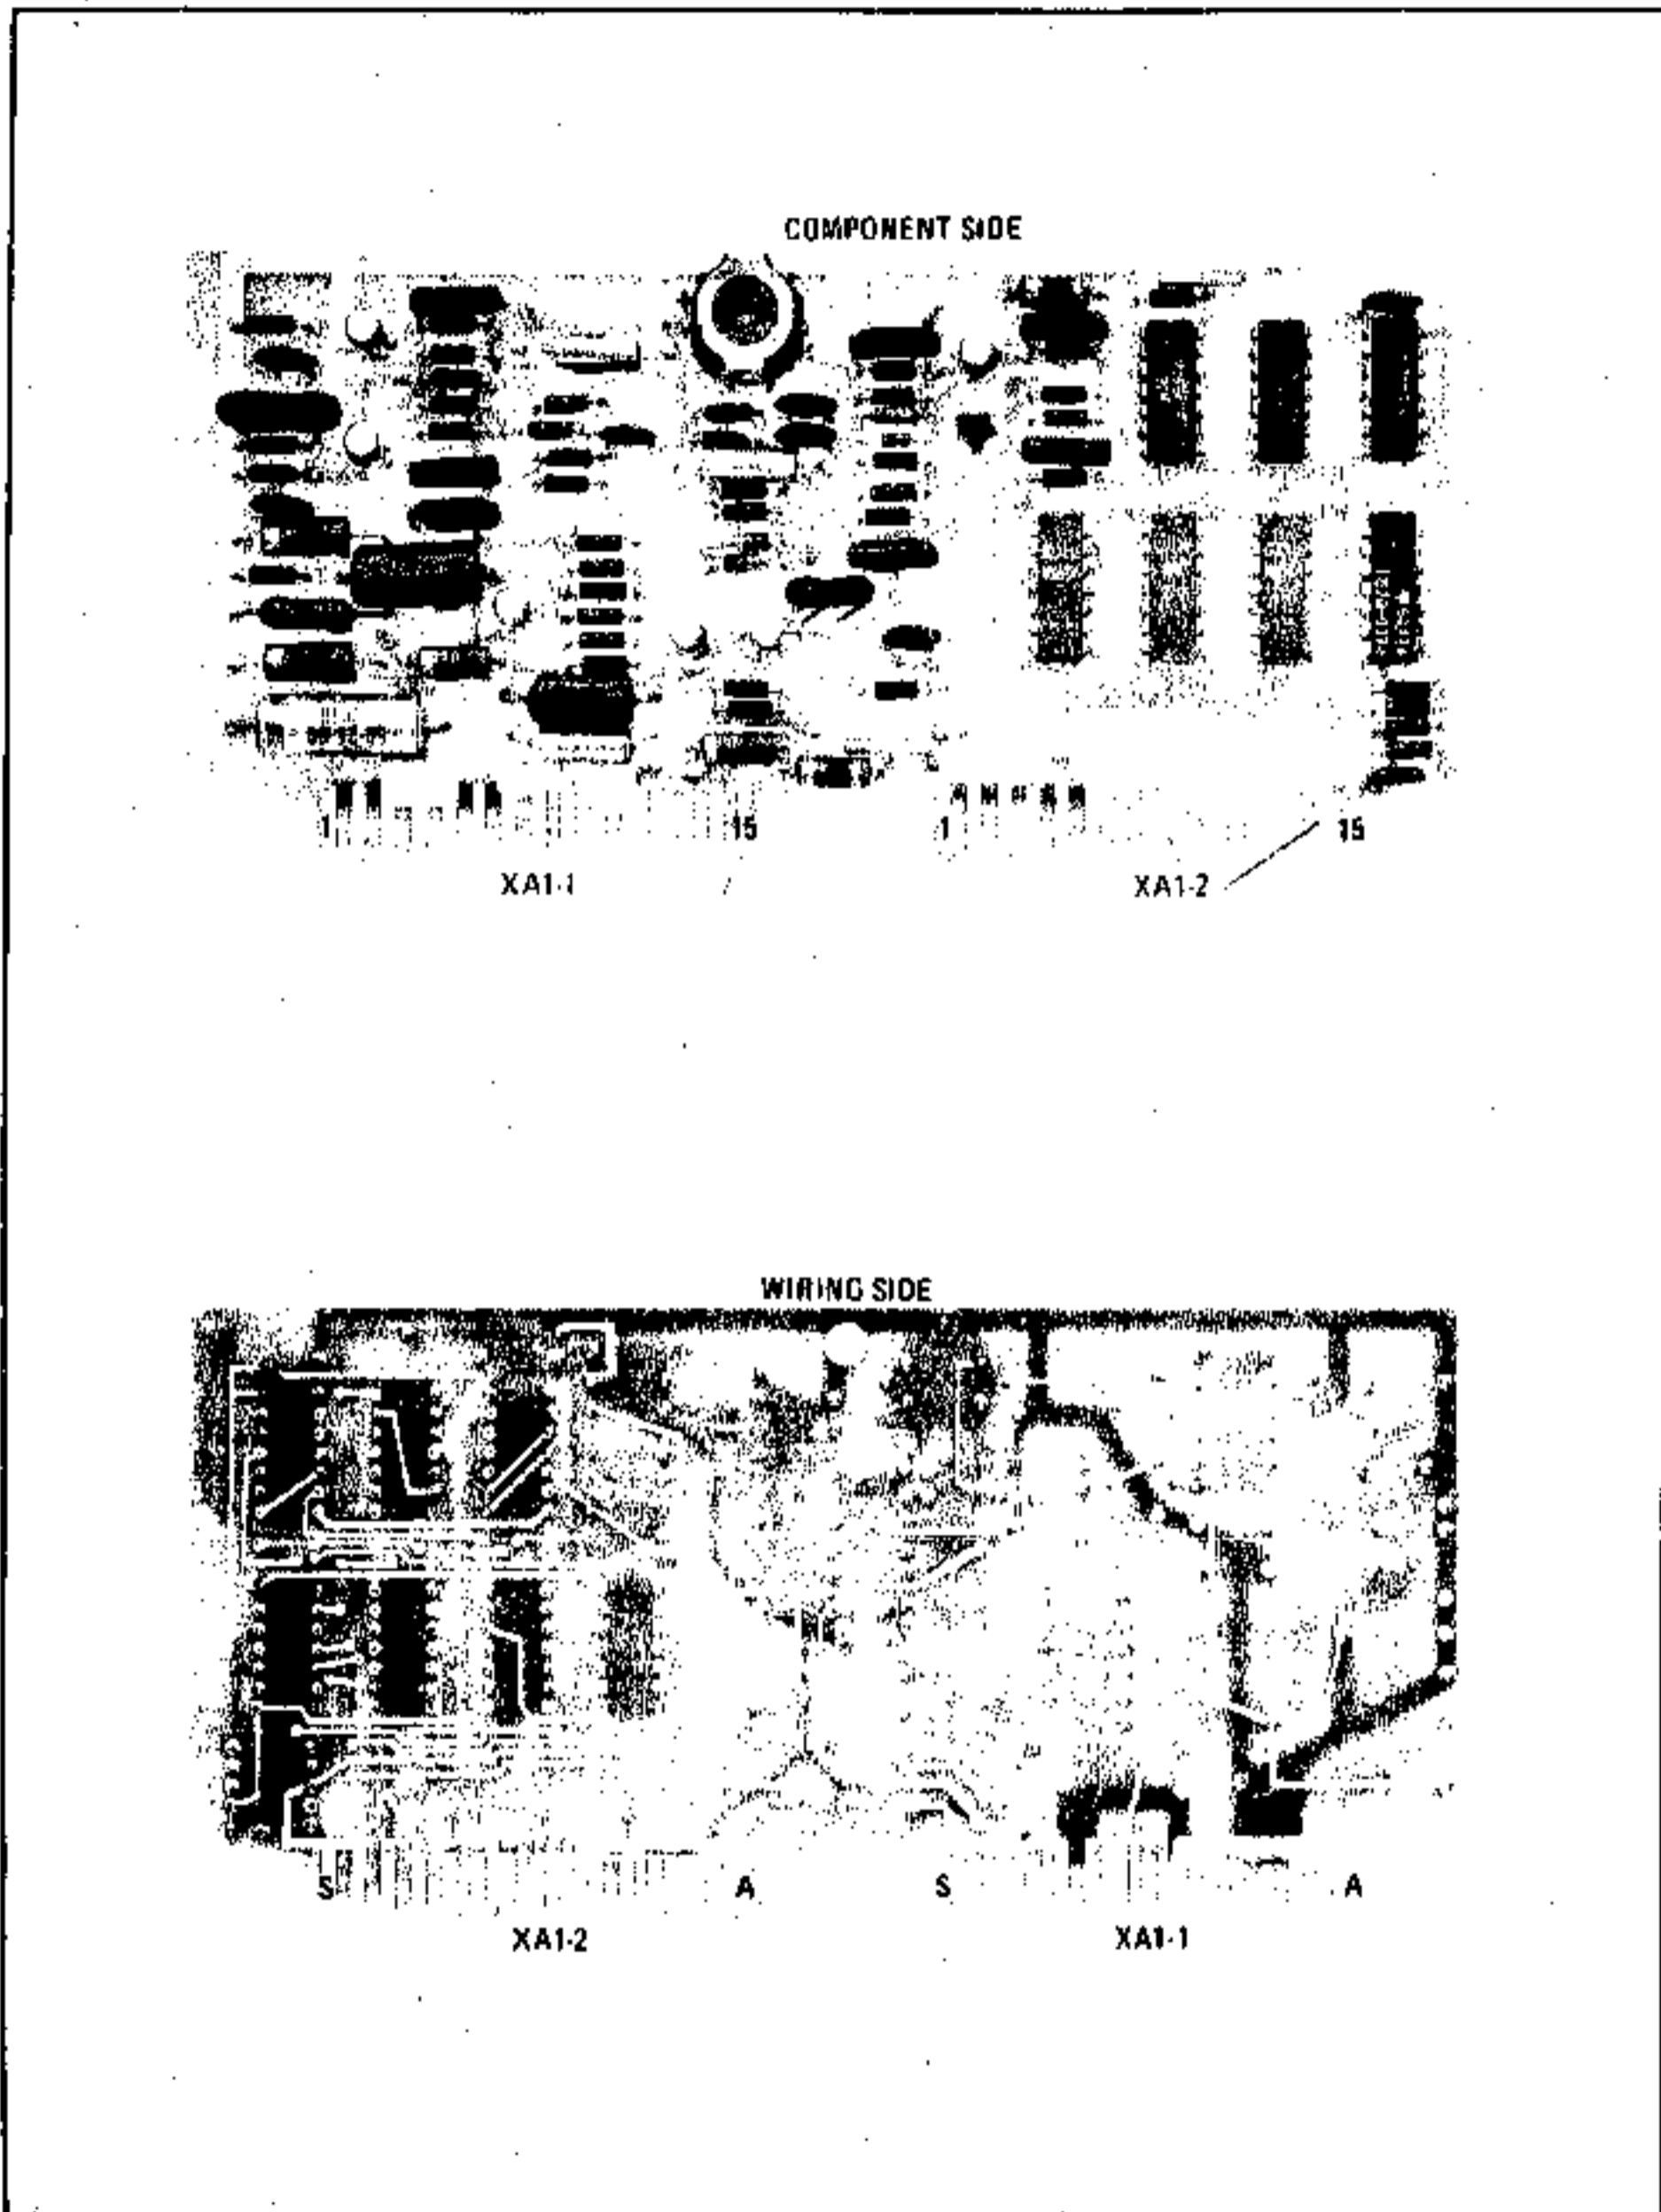 COMPONENT SIDE
1 15 1 15
XA1-1 XA1-2
WIRING SIDE
S A S A
XA1-2 XA1-1